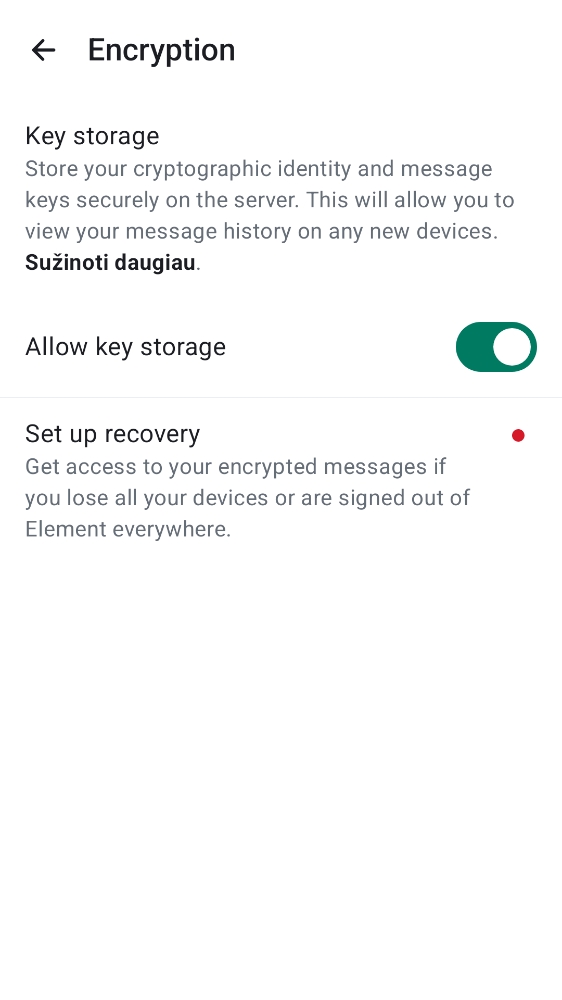 Encryption
Key storage
Store your cryptographic identity and message
keys securely on the server. This will allow you to
view your message history on any new devices.
Sužinoti daugiau.
Allow key storage
Set up recovery
Get access to your encrypted messages if
you lose all your devices or are signed out of
Element everywhere.